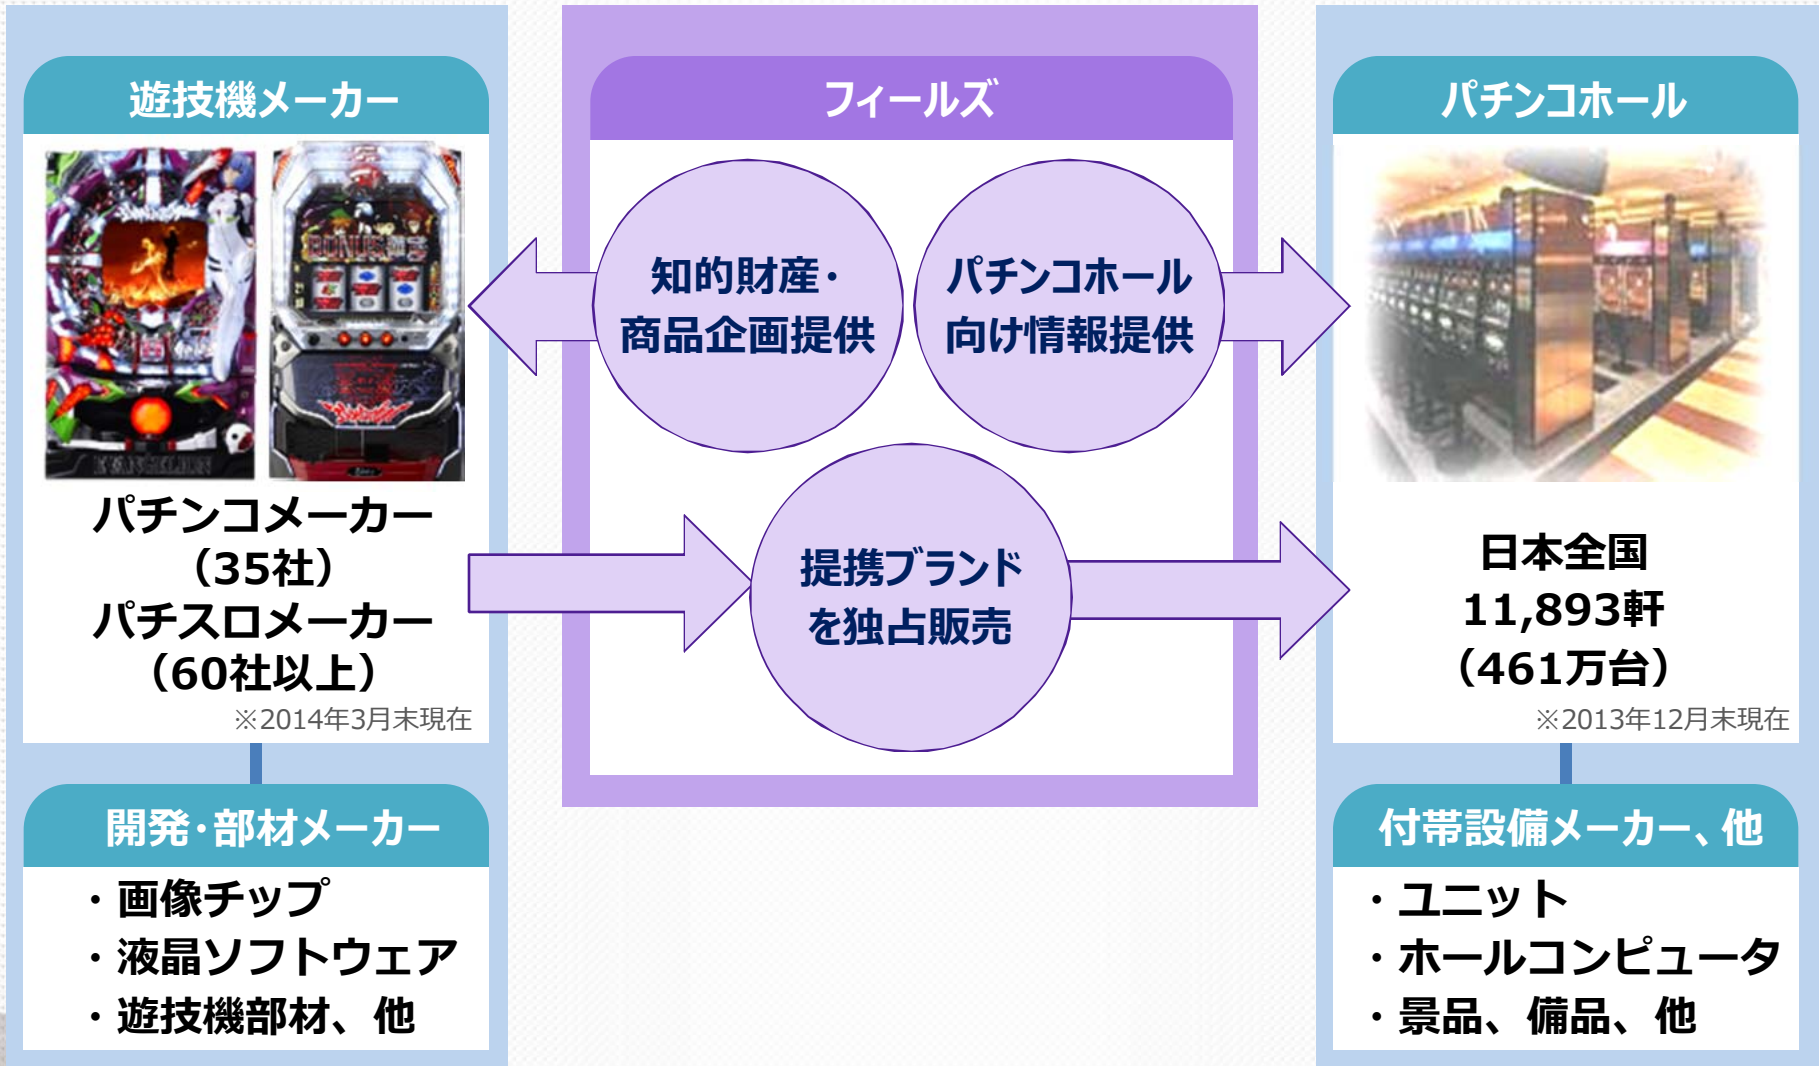 遊技機メーカー
EVANGELION
パチンコメーカー
（35社）
パチスロメーカー
（60社以上）
※2014年3月末現在
開発・部材メーカー
・画像チップ
・液晶ソフトウェア
・遊技機部材、他
フィールズ
知的財産・
商品企画提供
パチンコホール
向け情報提供
提携ブランド
を独占販売
パチンコホール
日本全国
11,893軒
（461万台）
※2013年12月末現在
付帯設備メーカー、他
・ユニット
・ホールコンピュータ
・景品、備品、他